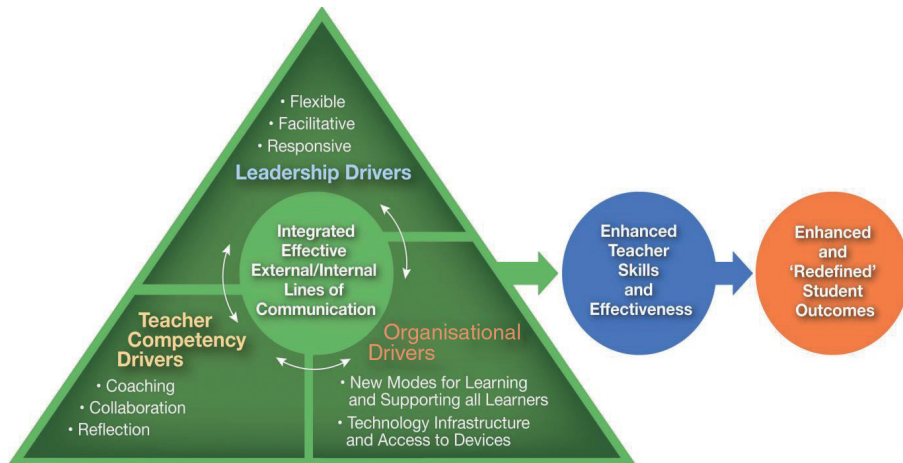 • Flexible
• Facilitative
• Responsive
Leadership Drivers
Integrated
Effective
External/Internal
Lines of
Communication
Teacher
Competency
Drivers
• Coaching
• Collaboration
• Reflection
Organisational
Drivers
• New Modes for Learning
and Supporting all Learners
• Technology Infrastructure
and Access to Devices
Enhanced
Teacher
Skills
and
Effectiveness
Enhanced
and
‘Redefined’
Student
Outcomes